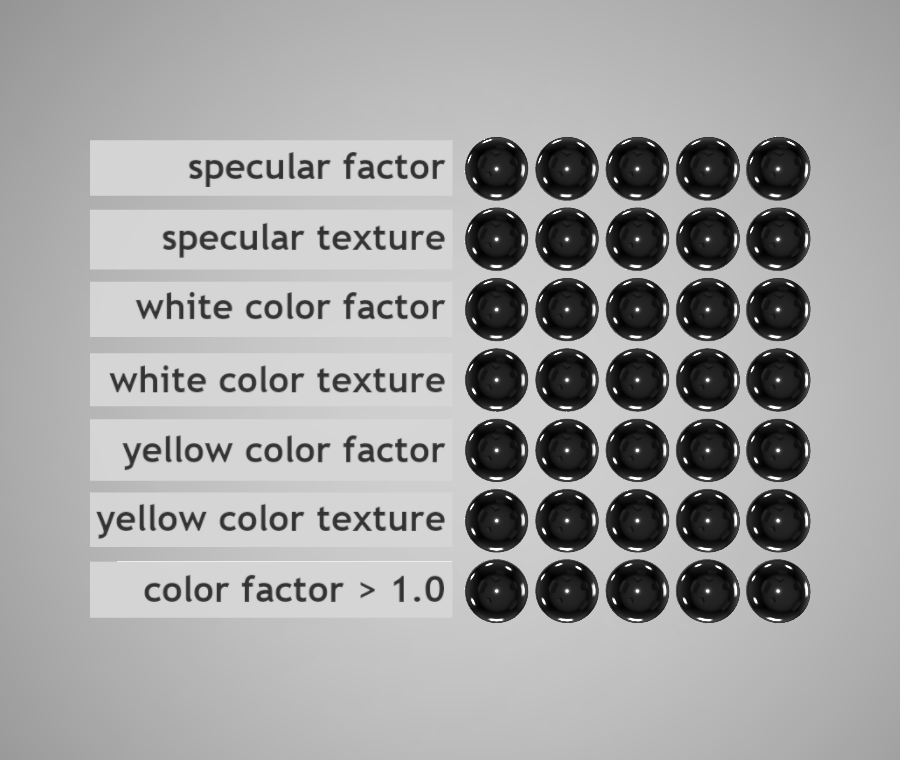 specular factor
specular texture
white color factor
white color texture
yellow color factor
yellow color texture
color factor > 1.0